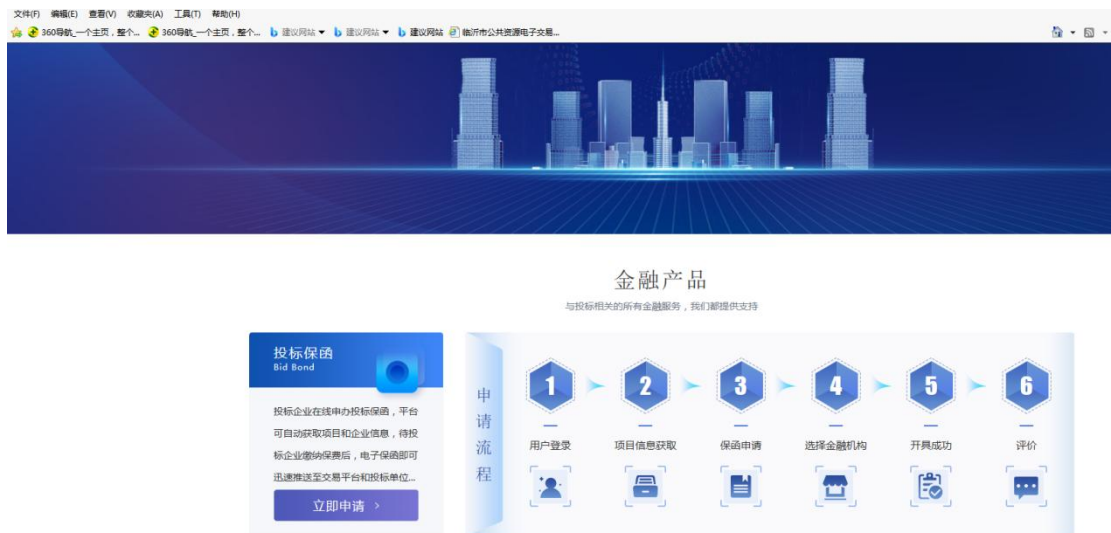 文件(F) 编辑(E) 查看(V) 收藏夹(A) 工具(T) 帮助(H)
360导航_一个主页，整个... 360导航_一个主页，整个... 建议网站 建议网站 建议网站 临沂市公共资源电子交易...
金融产品
与投标相关的所有金融服务，我们都提供支持
投标保函
Bid Bond
投标企业在线申办投标保函，平台
可自动获取项目和企业信息，待投
标企业缴纳保费后，电子保函即可
迅速推送至交易平台和投标单位...
立即申请 >
申请流程
1 2 3 4 5 6
用户登录 项目信息获取 保函申请 选择金融机构 开具成功 评价